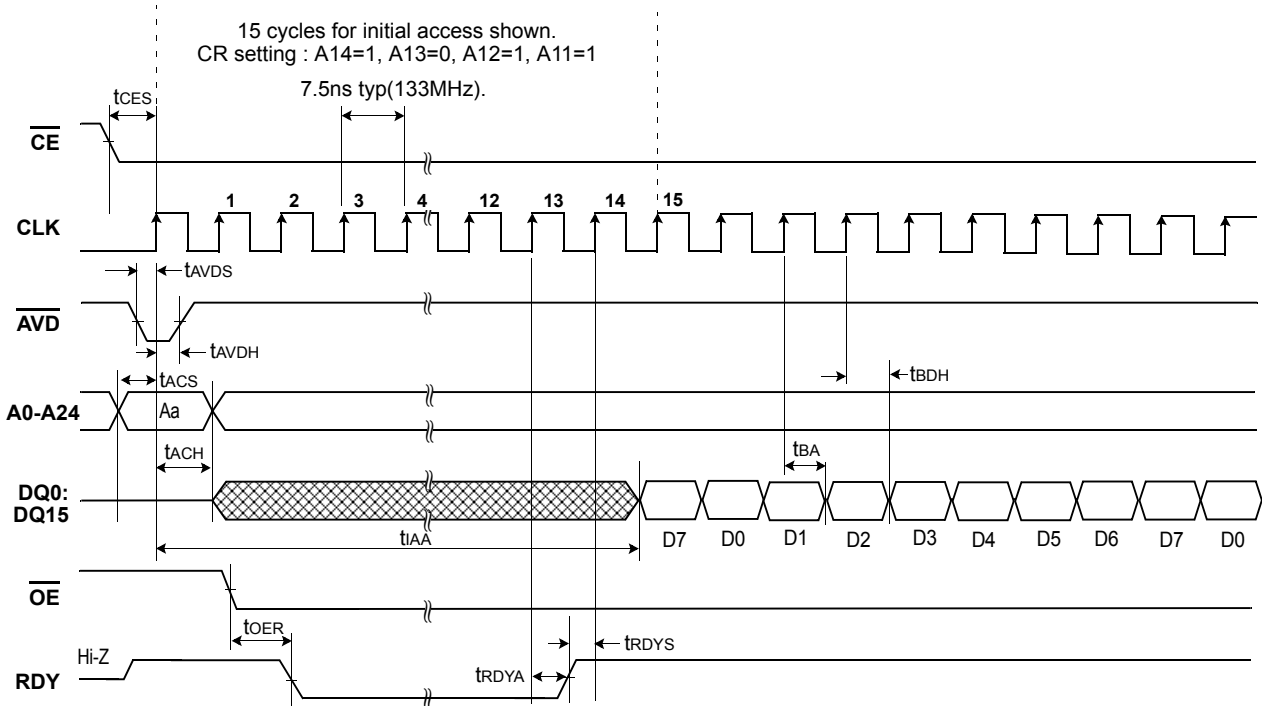 15 cycles for initial access shown.
CR setting : A14=1, A13=0, A12=1, A11=1
7.5ns typ(133MHz).
tCES
CE
1 2 3 4 12 13 14 15
CLK
tAVDS
AVD
tAVDH
tBDH
tACS
A0-A24
Aa
tACH
tBA
DQ0:
DQ15
tIAA
D7 D0 D1 D2 D3 D4 D5 D6 D7 D0
OE
tOER
tRDYS
Hi-Z
tRDYA
RDY